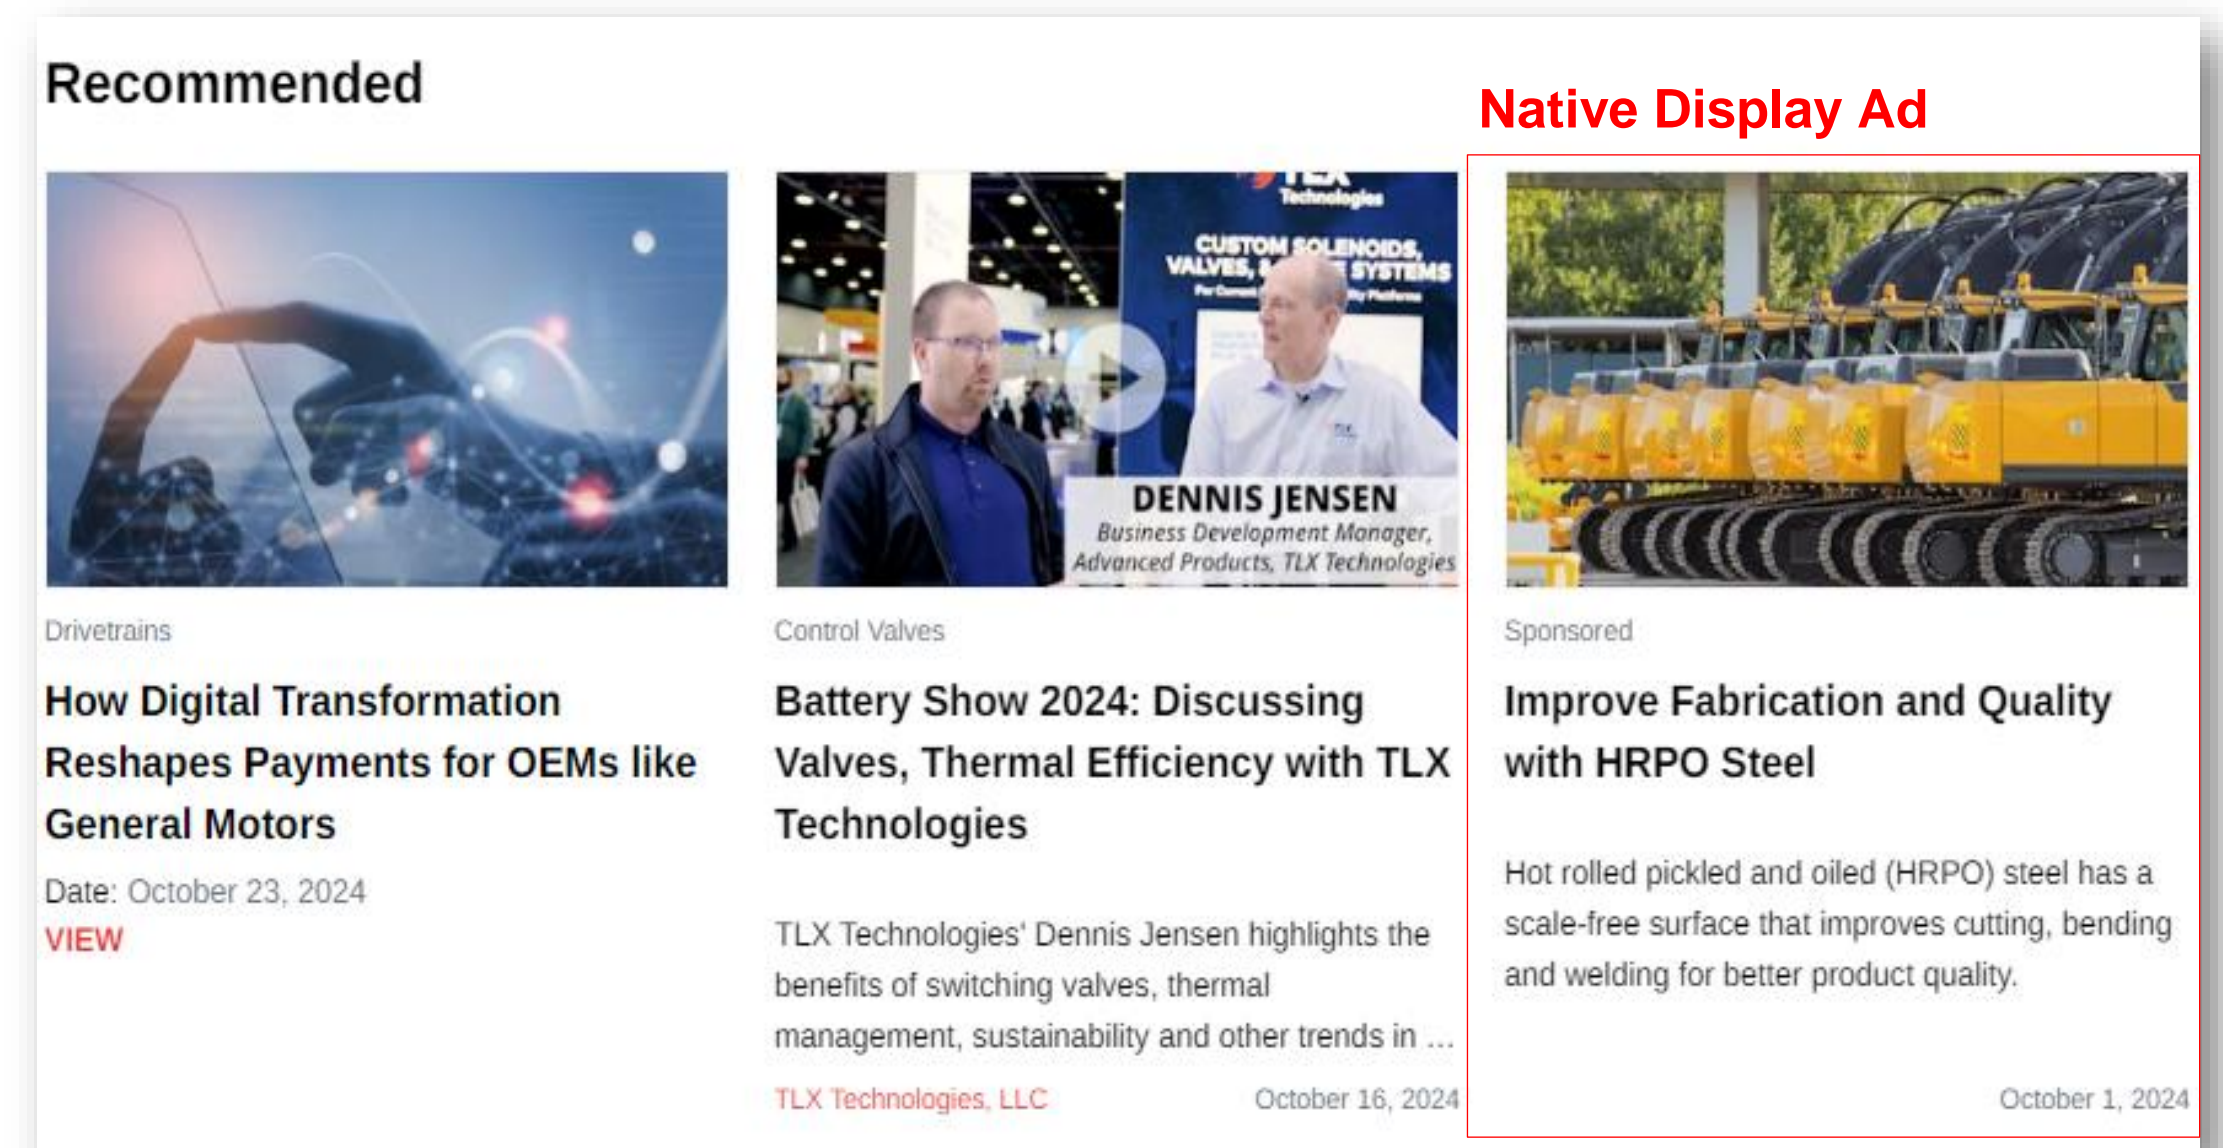 Recommended
Native Display Ad
Technologies
CUSTOM SOLENOIDS,
VALVES, & SYSTEMS
DENNIS JENSEN
Business Development Manager,
Advanced Products, TLX Technologies
Drivetrains
How Digital Transformation
Reshapes Payments for OEMs like
General Motors
Date: October 23, 2024
VIEW
Control Valves
Battery Show 2024: Discussing
Valves, Thermal Efficiency with TLX
Technologies
TLX Technologies' Dennis Jensen highlights the
benefits of switching valves, thermal
management, sustainability and other trends in …
TLX Technologies, LLC
October 16, 2024
Sponsored
Improve Fabrication and Quality
with HRPO Steel
Hot rolled pickled and oiled (HRPO) steel has a
scale-free surface that improves cutting, bending
and welding for better product quality.
October 1, 2024